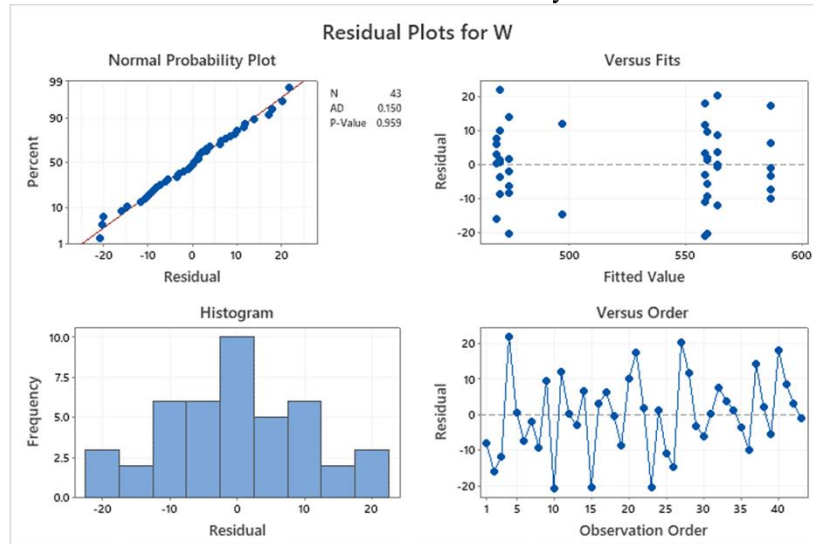 Residual Plots for W
Normal Probability Plot
99
90
50
10
1
Percent
-20 -10 0 10 20
Residual
N 43
AD 0.150
P-Value 0.959
Versus Fits
20
10
0
-10
-20
Residual
500 550 600
Fitted Value
Histogram
10.0
7.5
5.0
2.5
0.0
Frequency
-20 -10 0 10 20
Residual
Versus Order
20
10
0
-10
-20
Residual
1 5 10 15 20 25 30 35 40
Observation Order